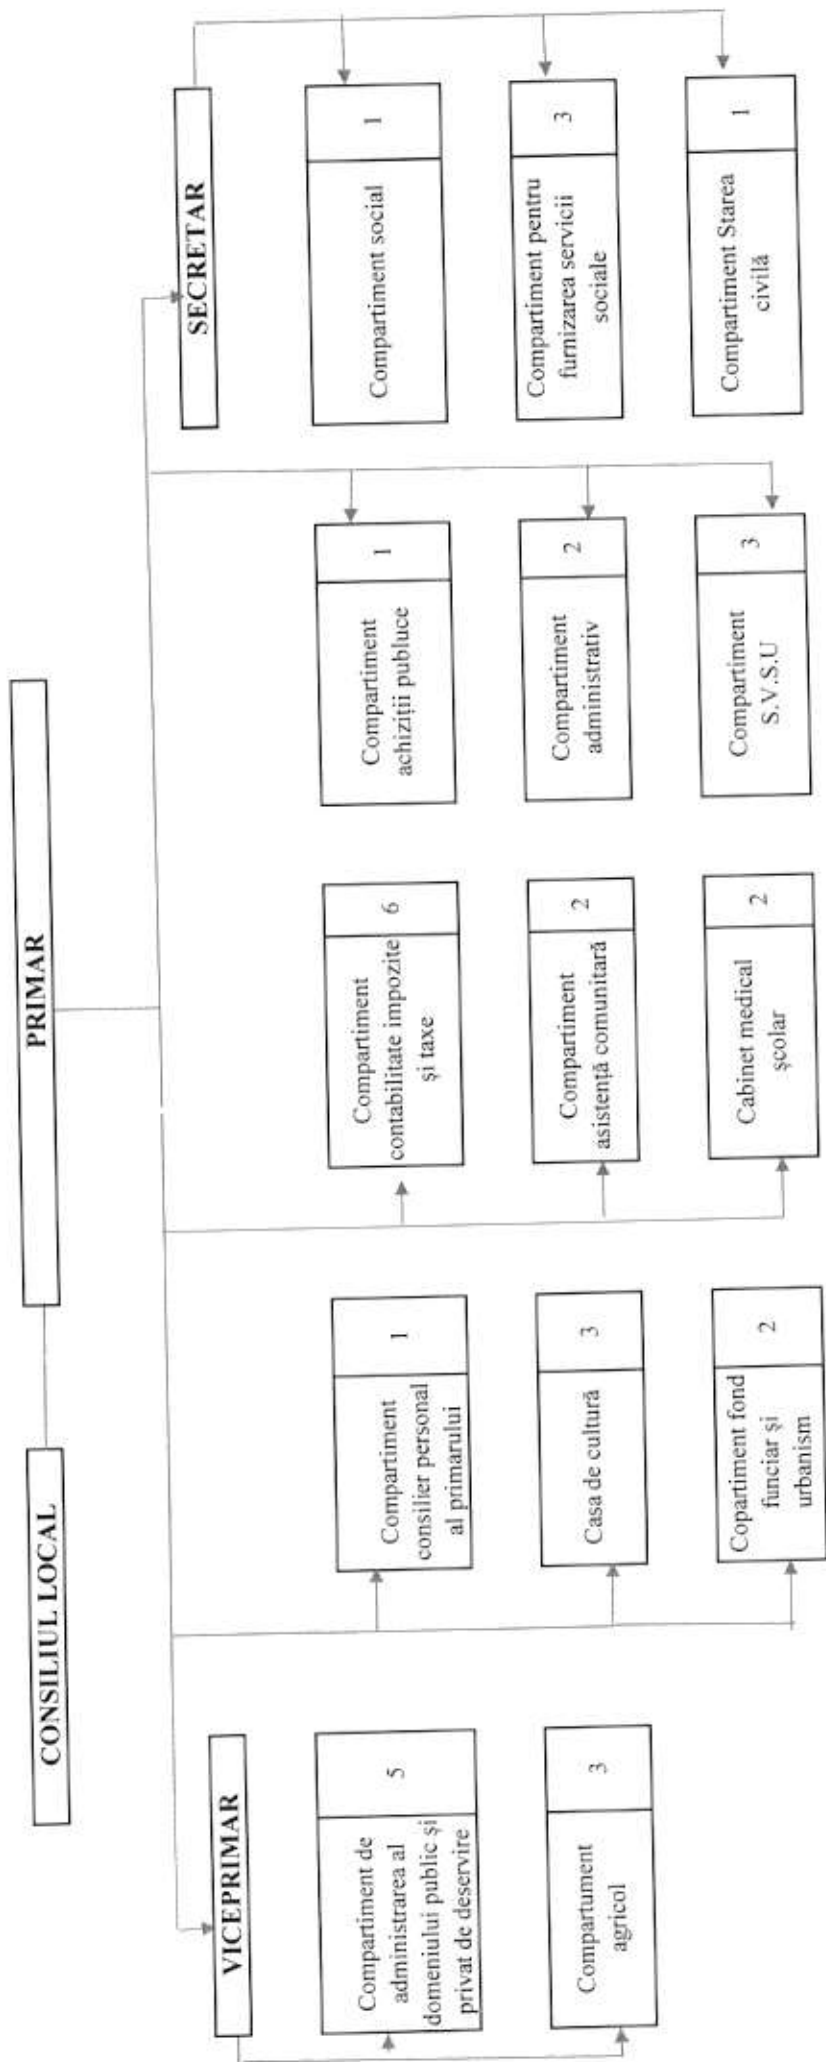 CONSILIUL LOCAL
PRIMAR
VICEPRIMAR
SECRETAR
Compartiment de
administrarea al
domeniului public și
privat de deservire
5
Compartument
agricol
3
Compartiment
consilier personal
al primarului
1
Casa de cultură
3
Copartiment fond
funciar și
urbanism
2
Compartiment
contabilitate impozite
și taxe
6
Compartiment
asistență comunitară
2
Cabinet medical
școlar
2
Compartiment
achiziții publuce
1
Compartiment
administrativ
2
Compartiment
S.V.S.U
3
Compartiment social
1
Compartiment pentru
furnizarea servicii
sociale
3
Compartiment Starea
civilă
1